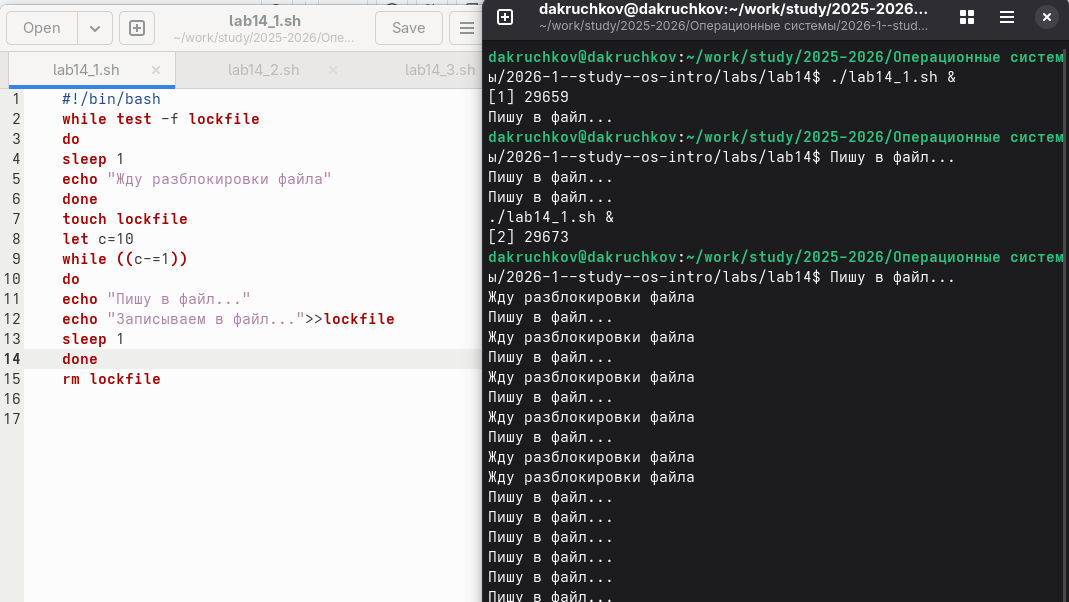 Open
lab14_1.sh
~/work/study/2025-2026/Опе...
Save
lab14_1.sh
lab14_2.sh
lab14_3.sh
1 #!/bin/bash
2 while test -f lockfile
3 do
4 sleep 1
5 echo "Жду разблокировки файла"
6 done
7 touch lockfile
8 let c=10
9 while ((c-=1))
10 do
11 echo "Пишу в файл..."
12 echo "Записываем в файл...">>lockfile
13 sleep 1
14 done
15 rm lockfile
16
17
dakruchkov@dakruchkov:~/work/study/2025-2026...
~/work/study/2025-2026/Операционные системы/2026-1--stud...
dakruchkov@dakruchkov:~/work/study/2025-2026/Операционные систем
ы/2026-1--study--os-intro/labs/lab14$ ./lab14_1.sh &
[1] 29659
Пишу в файл...
dakruchkov@dakruchkov:~/work/study/2025-2026/Операционные систем
ы/2026-1--study--os-intro/labs/lab14$ Пишу в файл...
Пишу в файл...
Пишу в файл...
./lab14_1.sh &
[2] 29673
dakruchkov@dakruchkov:~/work/study/2025-2026/Операционные систем
ы/2026-1--study--os-intro/labs/lab14$ Пишу в файл...
Жду разблокировки файла
Пишу в файл...
Жду разблокировки файла
Пишу в файл...
Жду разблокировки файла
Пишу в файл...
Жду разблокировки файла
Пишу в файл...
Жду разблокировки файла
Жду разблокировки файла
Пишу в файл...
Пишу в файл...
Пишу в файл...
Пишу в файл...
Пишу в файл...
Пишу в файл...